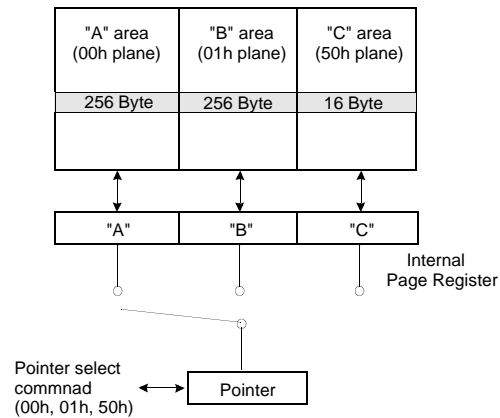 "A" area
(00h plane)
"B" area
(01h plane)
"C" area
(50h plane)
256 Byte
256 Byte
16 Byte
"A"
"B"
"C"
Internal
Page Register
Pointer select
commnad
(00h, 01h, 50h)
Pointer